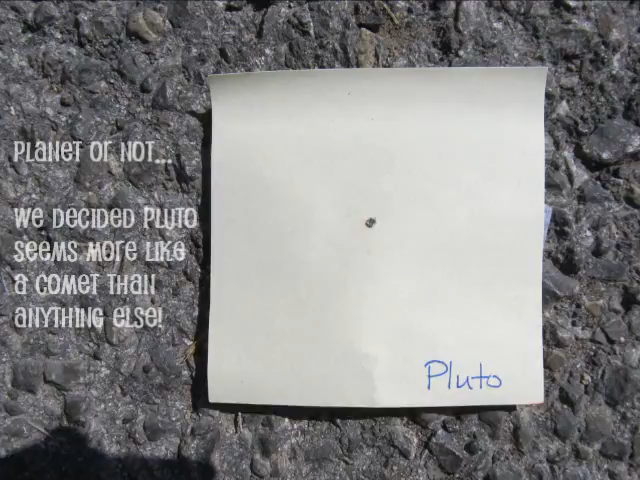 Planet or not...
We decided Pluto
seems more like
a comet than
anything else!
Pluto